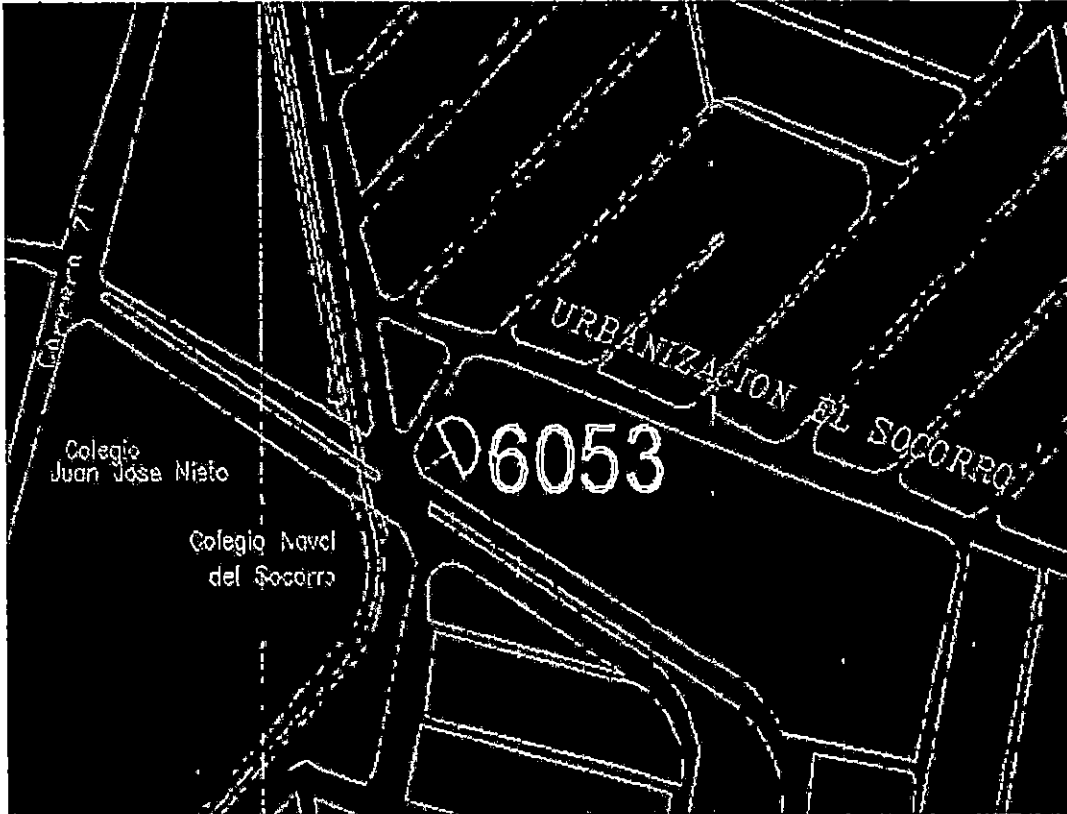 Carrera 71
URBANIZACION EL SOCORRO
6053
Colegio
Juan Jose Nieto
Colegio Naval
del Socorro